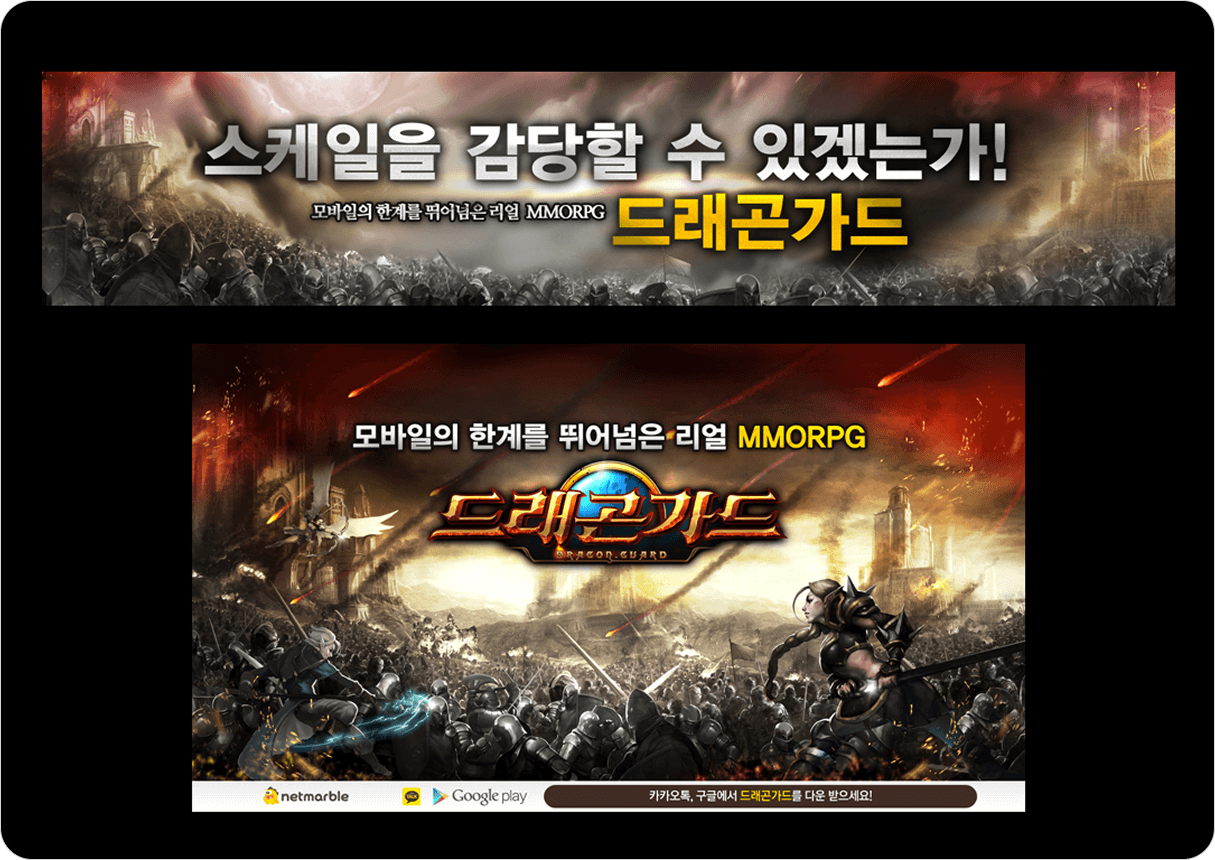 스케일을 감당할 수 있겠는가!
모바일의 한계를 뛰어넘은 리얼 MMORPG 드래곤가드
모바일의 한계를 뛰어넘은 리얼 MMORPG
드래곤가드
DRAGON.GUARD
netmarble TALK Google play 카카오톡, 구글에서 드래곤가드를 다운 받으세요!